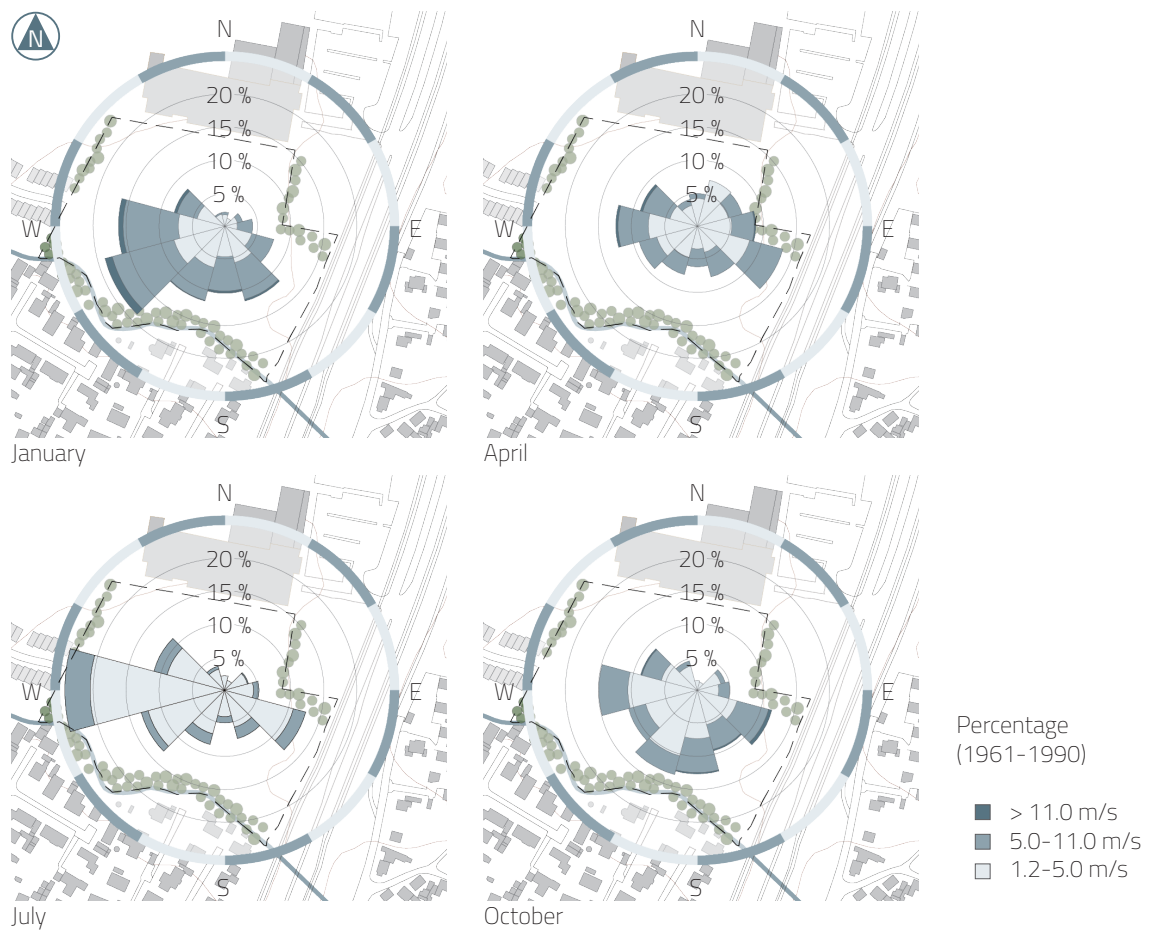 N
N
20 %
15 %
10 %
5 %
W
E
S
January
N
20 %
15 %
10 %
5 %
W
E
S
April
N
20 %
15 %
10 %
5 %
W
E
S
July
N
20 %
15 %
10 %
5 %
W
E
S
October
Percentage
(1961-1990)
> 11.0 m/s
5.0-11.0 m/s
1.2-5.0 m/s